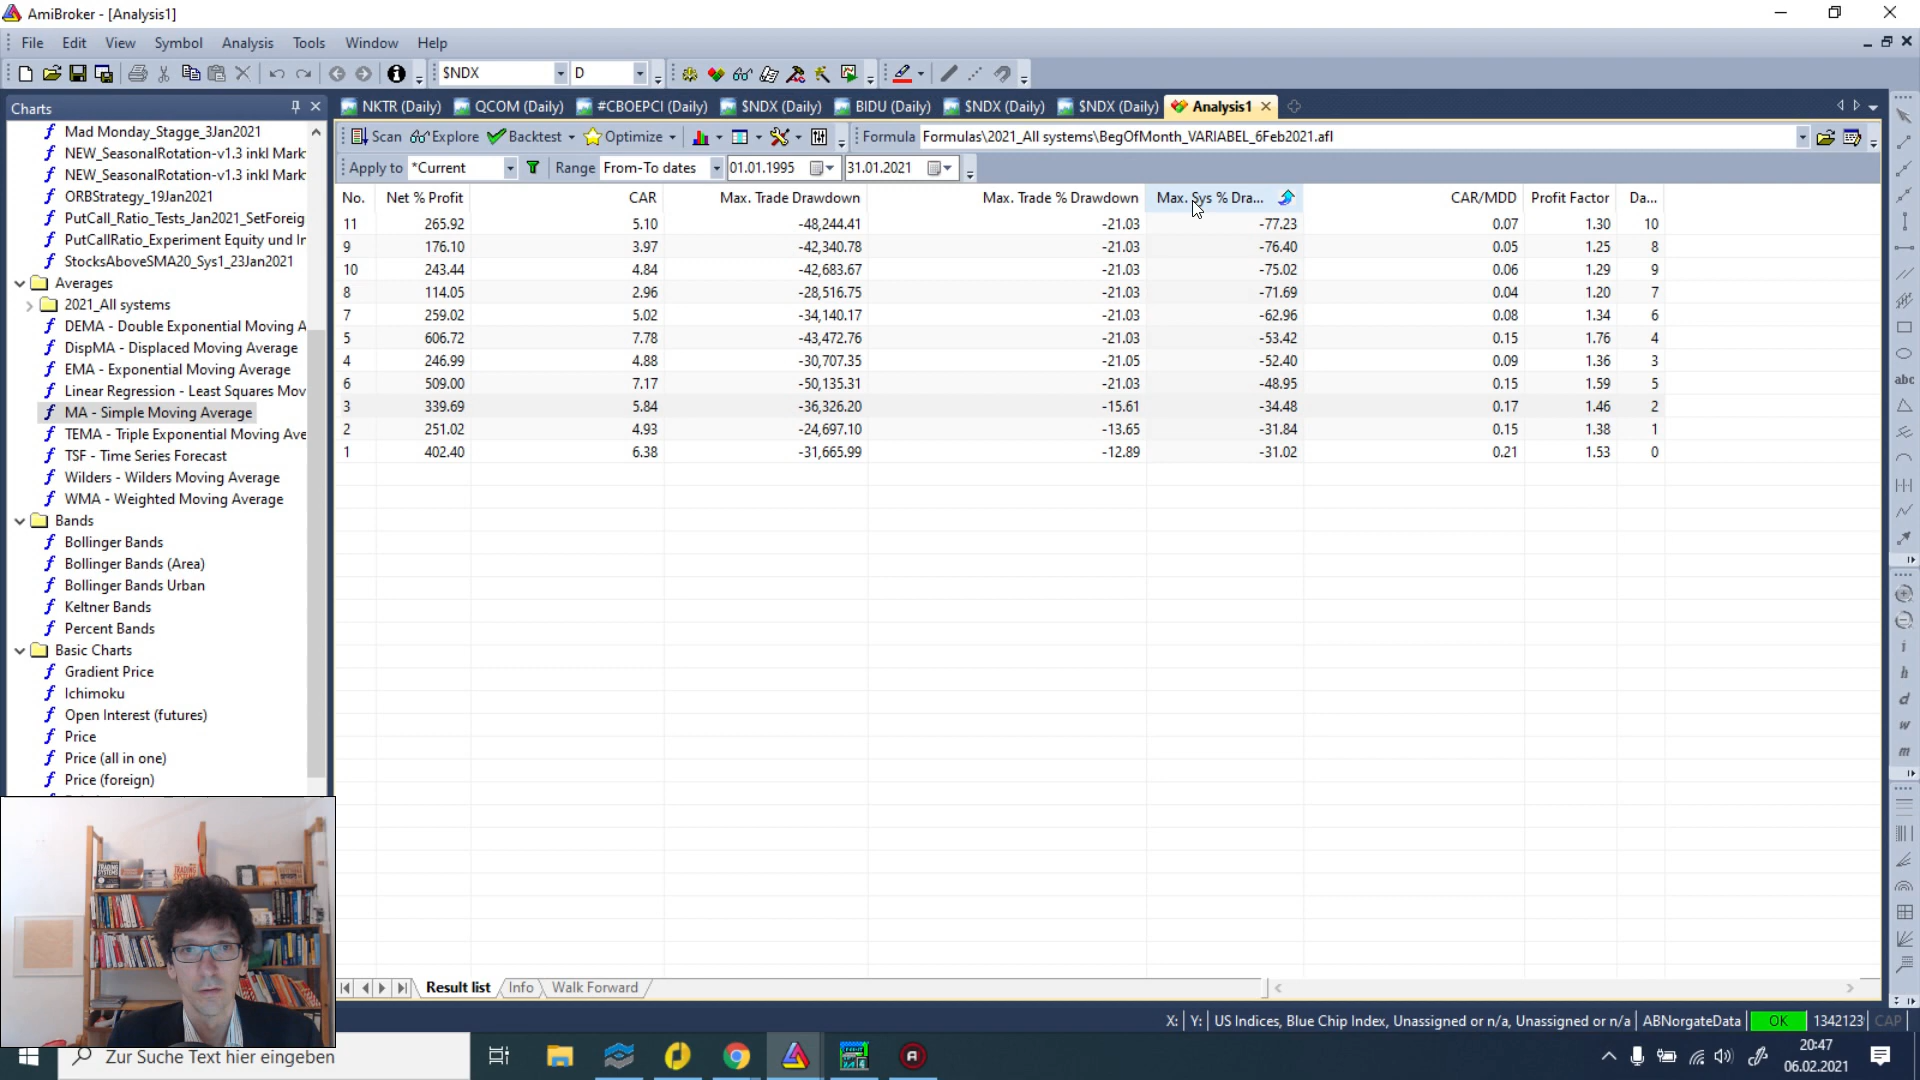 AmiBroker - [Analysis1]
File Edit View Symbol Analysis Tools Window Help
$NDX D
Charts
NKTR (Daily) QCOM (Daily) #CBOEPCI (Daily) $NDX (Daily) BIDU (Daily) $NDX (Daily) $NDX (Daily) Analysis1
Scan Explore Backtest Optimize Formula Formulas\2021_All systems\BegOfMonth_VARIABEL_6Feb2021.afl
Apply to *Current Range From-To dates 01.01.1995 31.01.2021
Mad Monday_Stagge_3Jan2021
NEW_SeasonalRotation-v1.3 inkl Mark
NEW_SeasonalRotation-v1.3 inkl Mark
ORBStrategy_19Jan2021
PutCall_Ratio_Tests_Jan2021_SetForeig
PutCallRatio_Experiment Equity und Ir
StocksAboveSMA20_Sys1_23Jan2021
Averages
2021_All systems
DEMA - Double Exponential Moving A
DispMA - Displaced Moving Average
EMA - Exponential Moving Average
Linear Regression - Least Squares Mov
MA - Simple Moving Average
TEMA - Triple Exponential Moving Ave
TSF - Time Series Forecast
Wilders - Wilders Moving Average
WMA - Weighted Moving Average
Bands
Bollinger Bands
Bollinger Bands (Area)
Bollinger Bands Urban
Keltner Bands
Percent Bands
Basic Charts
Gradient Price
Ichimoku
Open Interest (futures)
Price
Price (all in one)
Price (foreign)
No. Net % Profit CAR Max. Trade Drawdown Max. Trade % Drawdown Max. Sys % Dra... CAR/MDD Profit Factor Da...
11 265.92 5.10 -48,244.41 -21.03 -77.23 0.07 1.30 10
9 176.10 3.97 -42,340.78 -21.03 -76.40 0.05 1.25 8
10 243.44 4.84 -42,683.67 -21.03 -75.02 0.06 1.29 9
8 114.05 2.96 -28,516.75 -21.03 -71.69 0.04 1.20 7
7 259.02 5.02 -34,140.17 -21.03 -62.96 0.08 1.34 6
5 606.72 7.78 -43,472.76 -21.03 -53.42 0.15 1.76 4
4 246.99 4.88 -30,707.35 -21.05 -52.40 0.09 1.36 3
6 509.00 7.17 -50,135.31 -21.03 -48.95 0.15 1.59 5
3 339.69 5.84 -36,326.20 -15.61 -34.48 0.17 1.46 2
2 251.02 4.93 -24,697.10 -13.65 -31.84 0.15 1.38 1
1 402.40 6.38 -31,665.99 -12.89 -31.02 0.21 1.53 0
abc
i
h
d
w
m
Result list Info Walk Forward
X: Y: US Indices, Blue Chip Index, Unassigned or n/a, Unassigned or n/a ABNorgateData OK 1342123 CAP
Zur Suche Text hier eingeben
20:47
06.02.2021